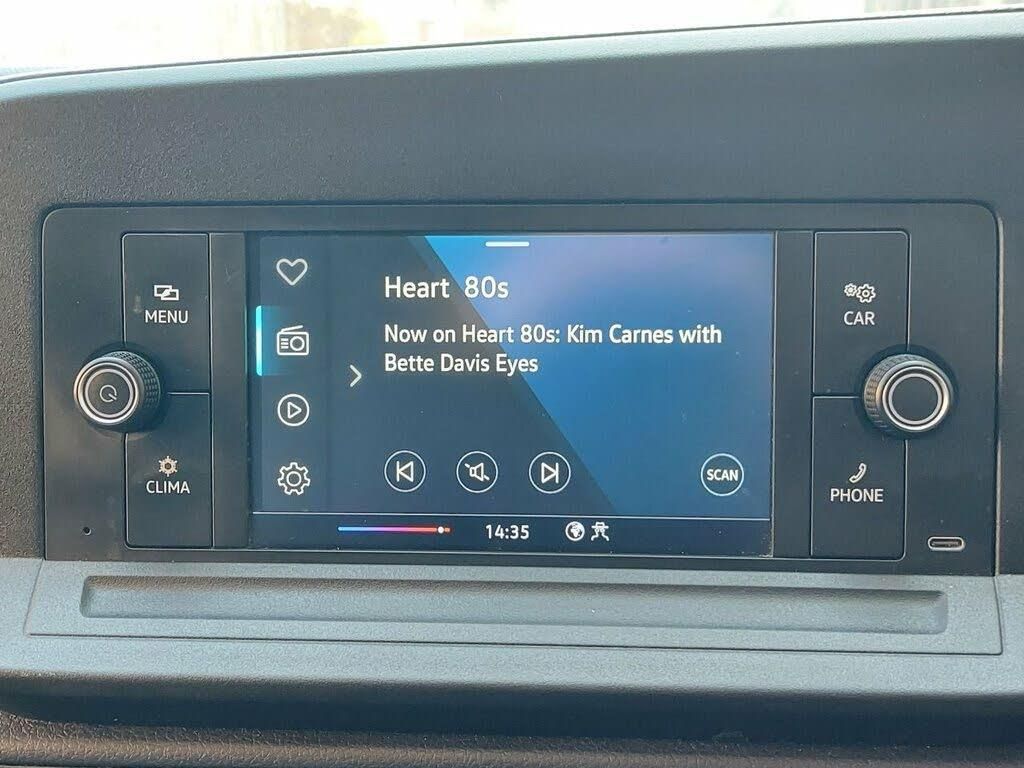 MENU
CLIMA
Heart 80s
Now on Heart 80s: Kim Carnes with
Bette Davis Eyes
SCAN
14:35
CAR
PHONE